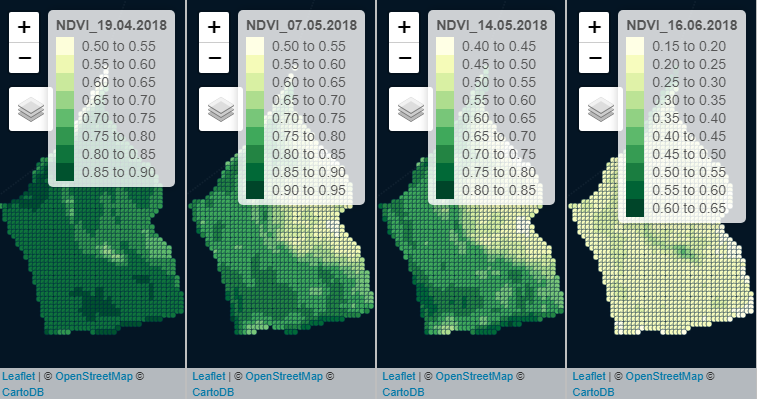 +
−
NDVI_19.04.2018
0.50 to 0.55
0.55 to 0.60
0.60 to 0.65
0.65 to 0.70
0.70 to 0.75
0.75 to 0.80
0.80 to 0.85
0.85 to 0.90
Leaflet | © OpenStreetMap ©
CartoDB
+
−
NDVI_07.05.2018
0.50 to 0.55
0.55 to 0.60
0.60 to 0.65
0.65 to 0.70
0.70 to 0.75
0.75 to 0.80
0.80 to 0.85
0.85 to 0.90
0.90 to 0.95
Leaflet | © OpenStreetMap ©
CartoDB
+
−
NDVI_14.05.2018
0.40 to 0.45
0.45 to 0.50
0.50 to 0.55
0.55 to 0.60
0.60 to 0.65
0.65 to 0.70
0.70 to 0.75
0.75 to 0.80
0.80 to 0.85
Leaflet | © OpenStreetMap ©
CartoDB
+
−
NDVI_16.06.2018
0.15 to 0.20
0.20 to 0.25
0.25 to 0.30
0.30 to 0.35
0.35 to 0.40
0.40 to 0.45
0.45 to 0.50
0.50 to 0.55
0.55 to 0.60
0.60 to 0.65
Leaflet | © OpenStreetMap ©
CartoDB